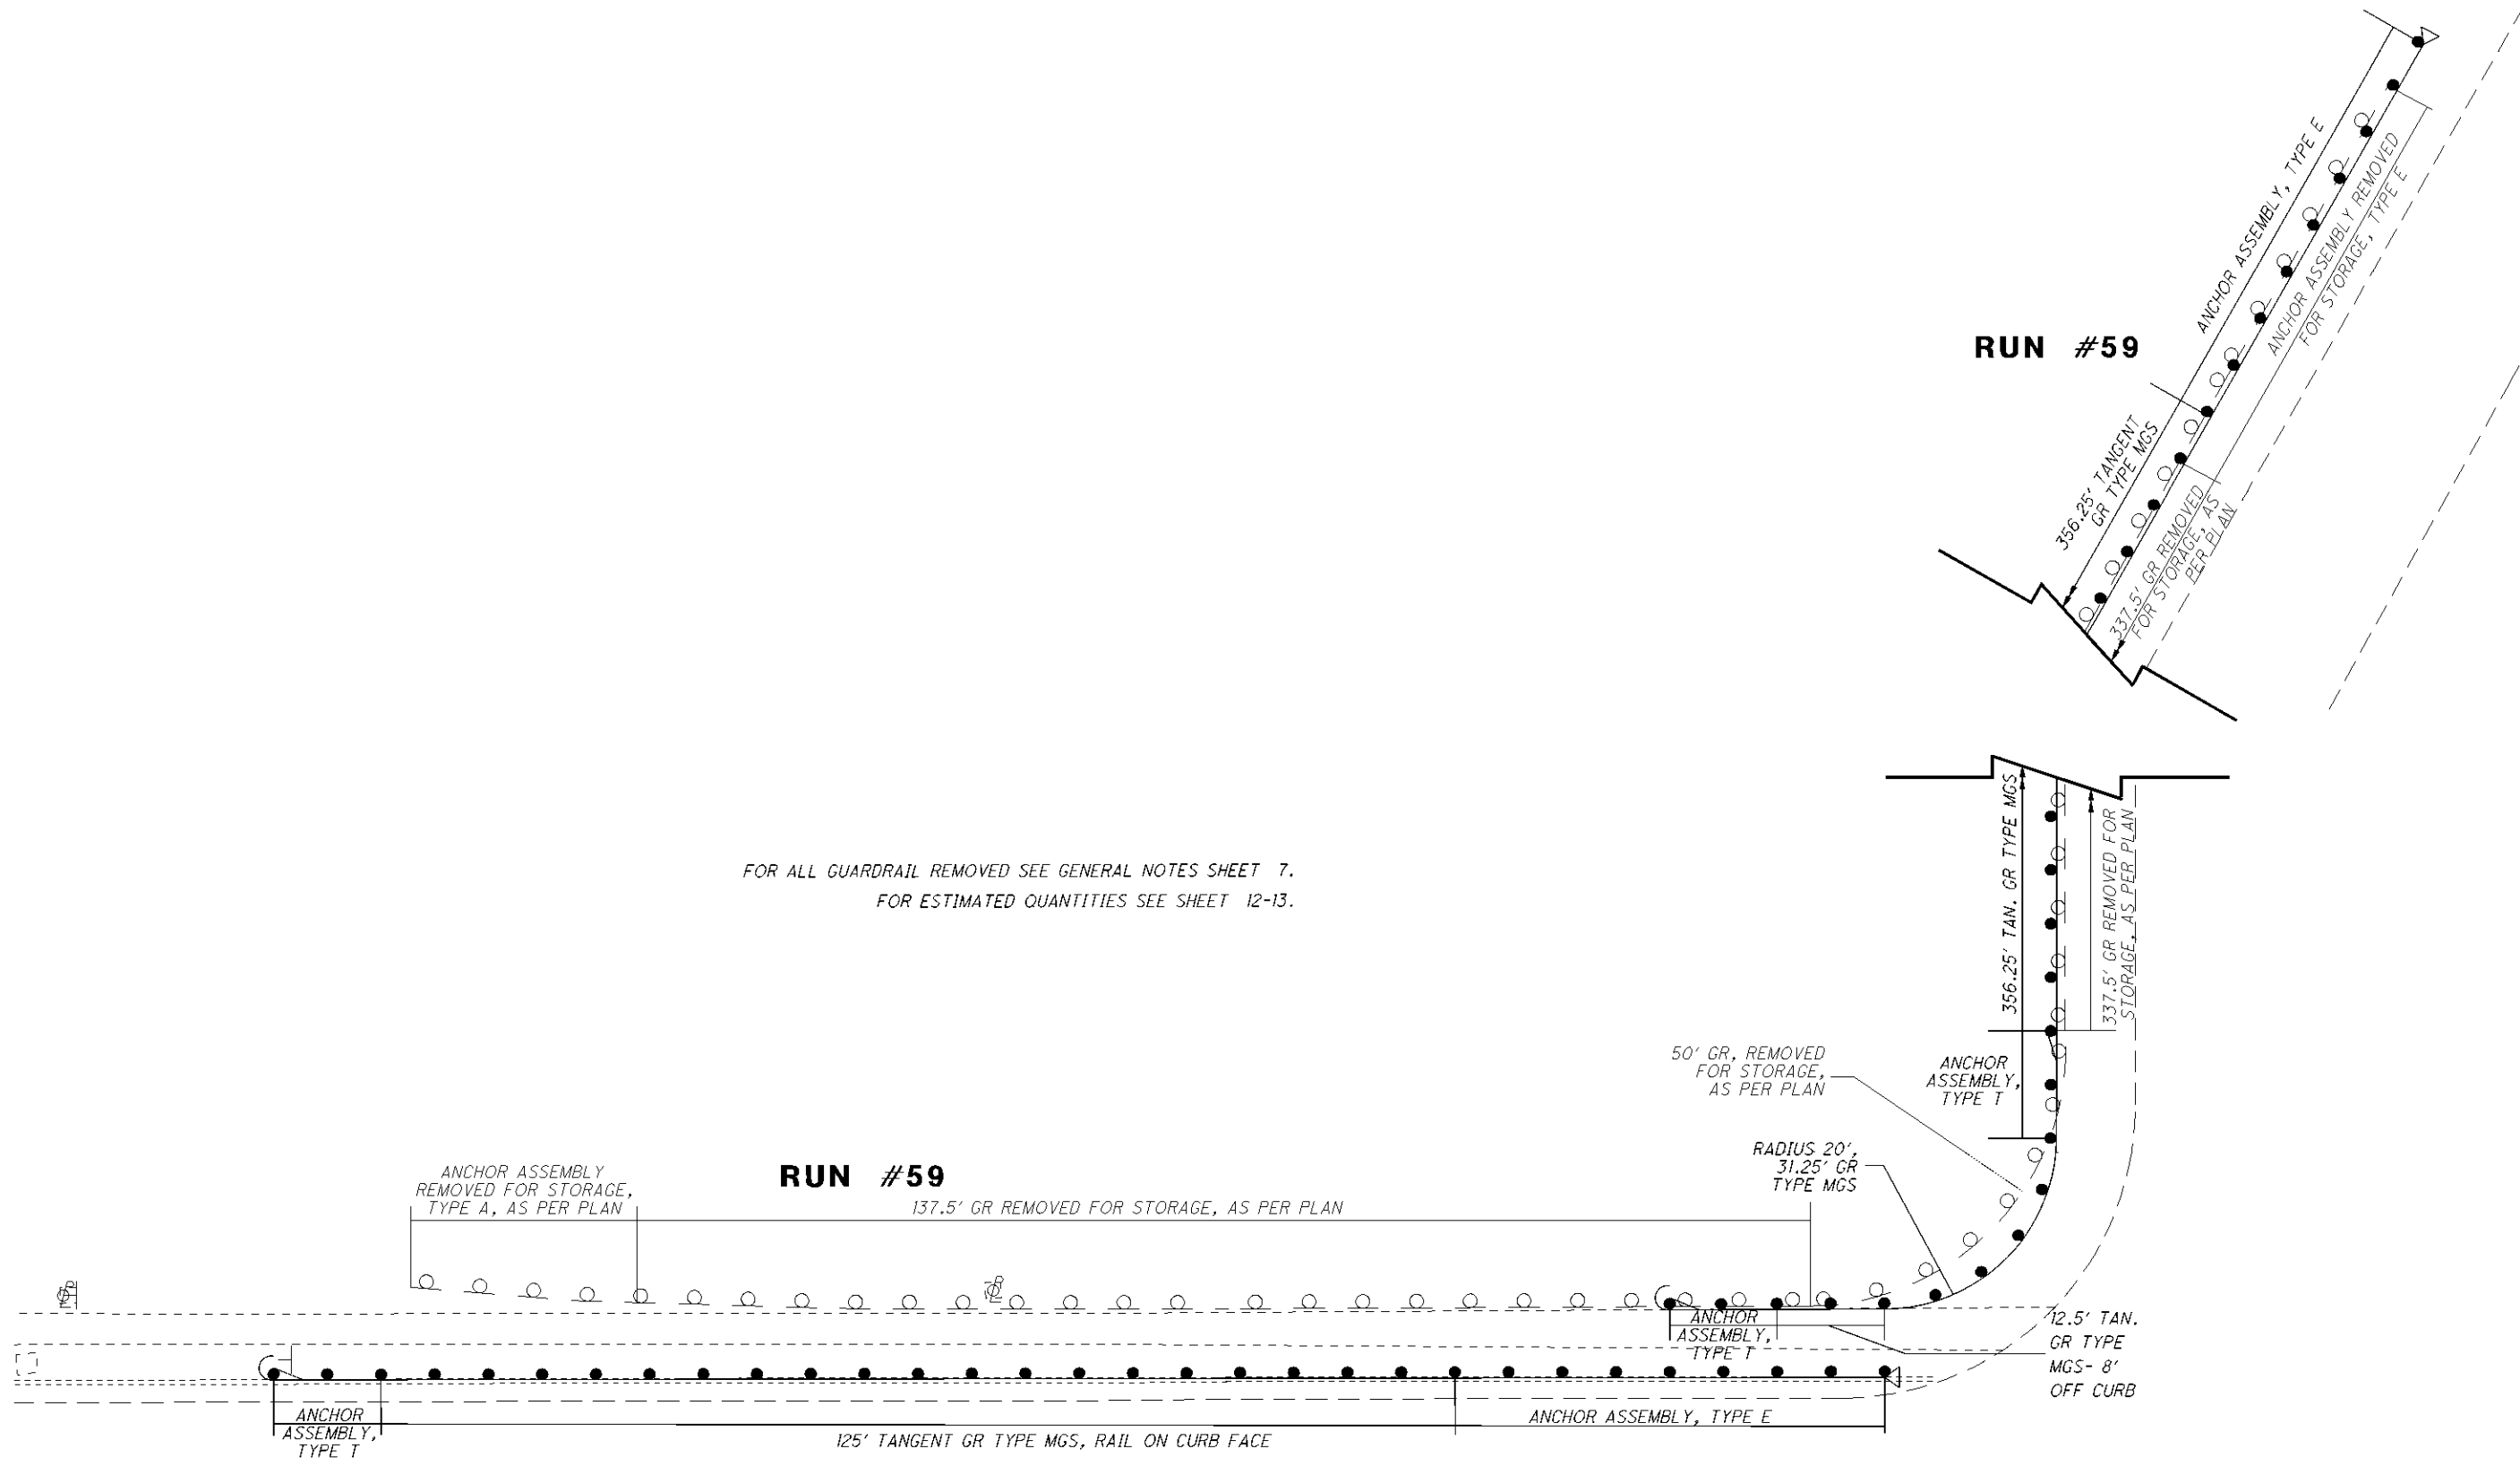 ANCHOR ASSEMBLY, TYPE E
ANCHOR ASSEMBLY REMOVED
FOR STORAGE, TYPE E
RUN #59
356.25' TANGENT
GR TYPE MGS
337.5' GR REMOVED
FOR STORAGE, AS
PER PLAN
356.25' TAN. GR TYPE MGS
337.5' GR REMOVED FOR
STORAGE, AS PER PLAN
FOR ALL GUARDRAIL REMOVED SEE GENERAL NOTES SHEET 7.
FOR ESTIMATED QUANTITIES SEE SHEET 12-13.
50' GR, REMOVED
FOR STORAGE,
AS PER PLAN
ANCHOR
ASSEMBLY,
TYPE T
RADIUS 20',
31.25' GR
TYPE MGS
ANCHOR ASSEMBLY
REMOVED FOR STORAGE,
TYPE A, AS PER PLAN
RUN #59
137.5' GR REMOVED FOR STORAGE, AS PER PLAN
ANCHOR
ASSEMBLY,
TYPE T
12.5' TAN.
GR TYPE
MGS- 8'
OFF CURB
ANCHOR
ASSEMBLY,
TYPE T
125' TANGENT GR TYPE MGS, RAIL ON CURB FACE
ANCHOR ASSEMBLY, TYPE E